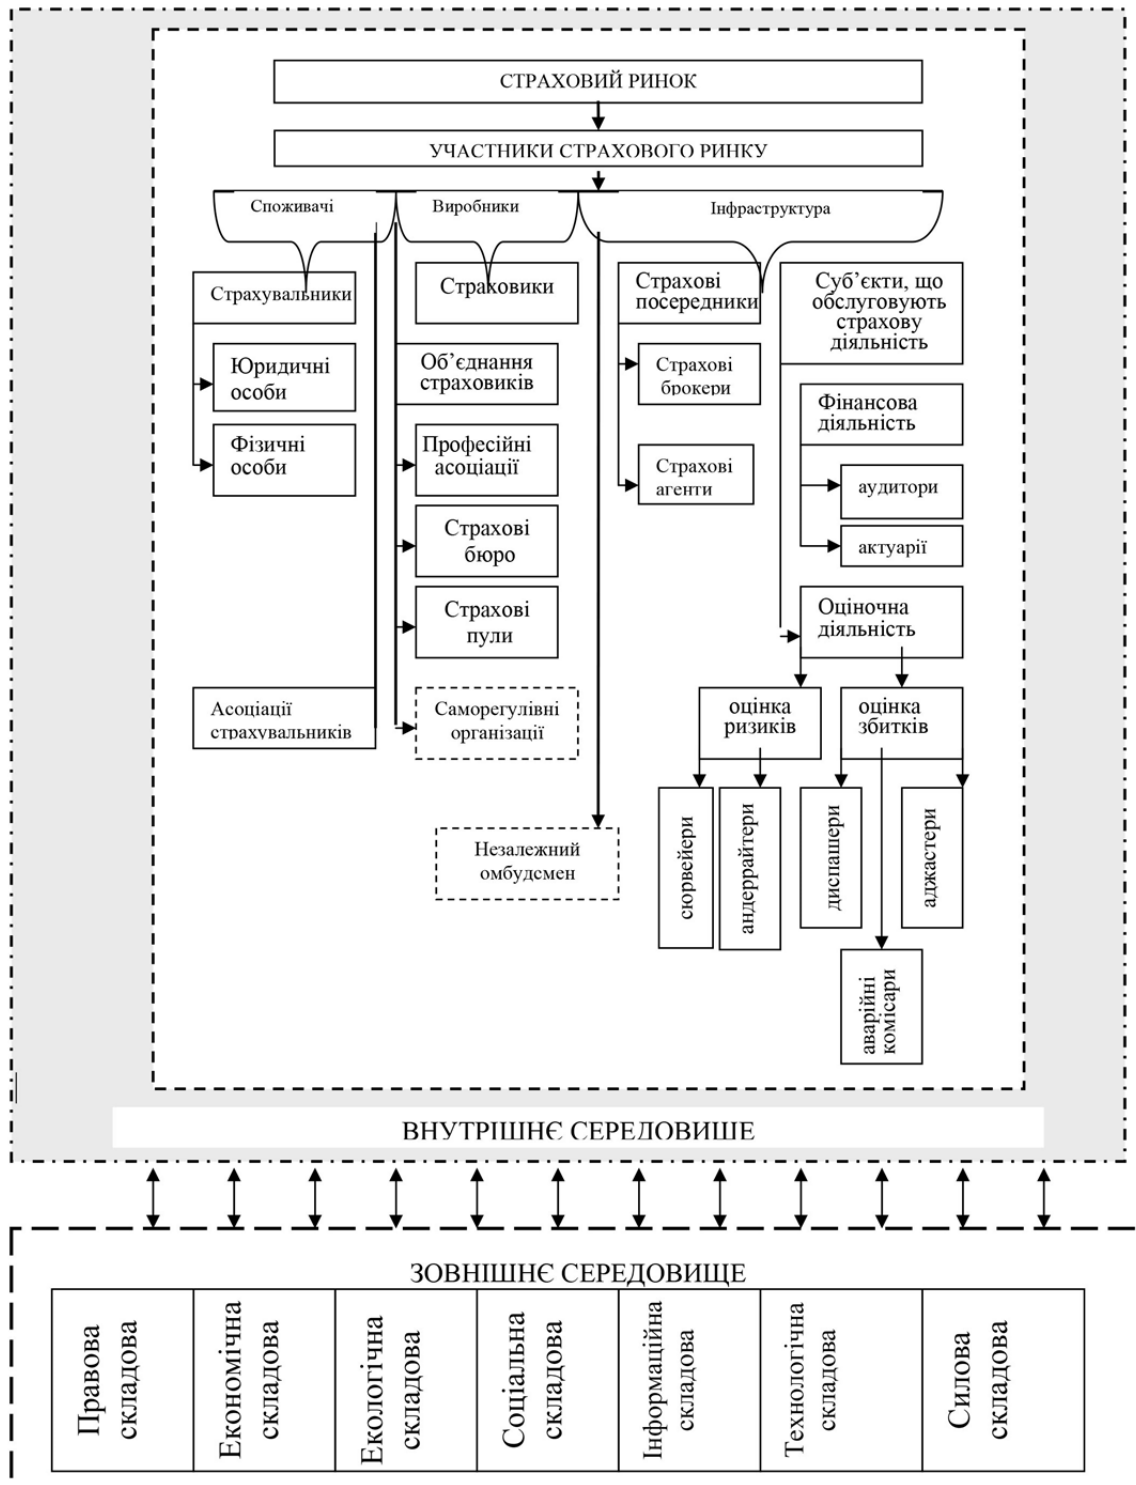 СТРАХОВИЙ РИНОК
УЧАСТНИКИ СТРАХОВОГО РИНКУ
Споживачі
Виробники
Інфраструктура
Страхувальники
Юридичні
особи
Фізичні
особи
Асоціації
страхувальників
Страховики
Об’єднання
страховиків
Професійні
асоціації
Страхові
бюро
Страхові
пули
Саморегулівні
організації
Незалежний
омбудсмен
Страхові
посередники
Страхові
брокери
Страхові
агенти
Суб’єкти, що
обслуговують
страхову
діяльність
Фінансова
діяльність
аудитори
актуарії
Оціночна
діяльність
оцінка
ризиків
оцінка
збитків
сюрвейери
андеррайтери
диспашери
аджастери
аварійні
комісари
ВНУТРІШНЄ СЕРЕДОВИЩЕ
ЗОВНІШНЄ СЕРЕДОВИЩЕ
Правова
складова
Економічна
складова
Екологічна
складова
Соціальна
складова
Інформаційна
складова
Технологічна
складова
Силова
складова